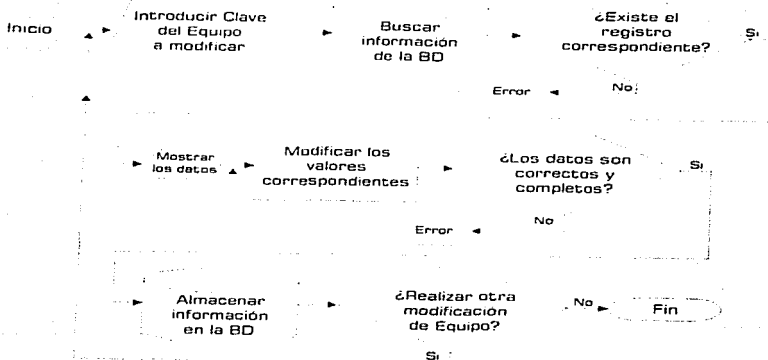 Inicio
Introducir Clave
del Equipo
a modificar
Buscar
información
de la BD
¿Existe el
registro
correspondiente?
Si
No
Error
Mostrar
los datos
Modificar los
valores
correspondientes
¿Los datos son
correctos y
completos?
Si
No
Error
Almacenar
información
en la BD
¿Realizar otra
modificación
de Equipo?
No
Fin
Si